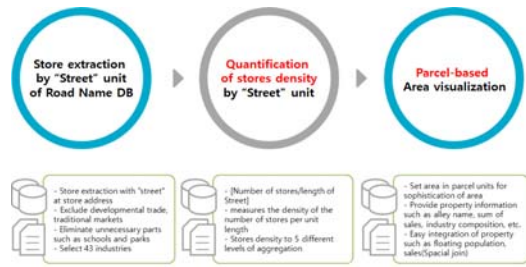 Store extraction
by "Street" unit
of Road Name DB
Quantification
of stores density
by "Street" unit
Parcel-based
Area visualization
- Store extraction with "street"
at store address
- Exclude developmental trade,
traditional markets
- Eliminate unnecessary parts
such as schools and parks
- Select 43 industries
- [Number of stores/length of
Street]
- measures the density of the
number of stores per unit
length
- Stores density to 5 different
levels of aggregation
- Set area in parcel units for
sophistication of area
- Provide property information
such as alley name, sum of
sales, industry composition, etc.
- Easy integration of property
such as floating population,
sales(Spacial join)